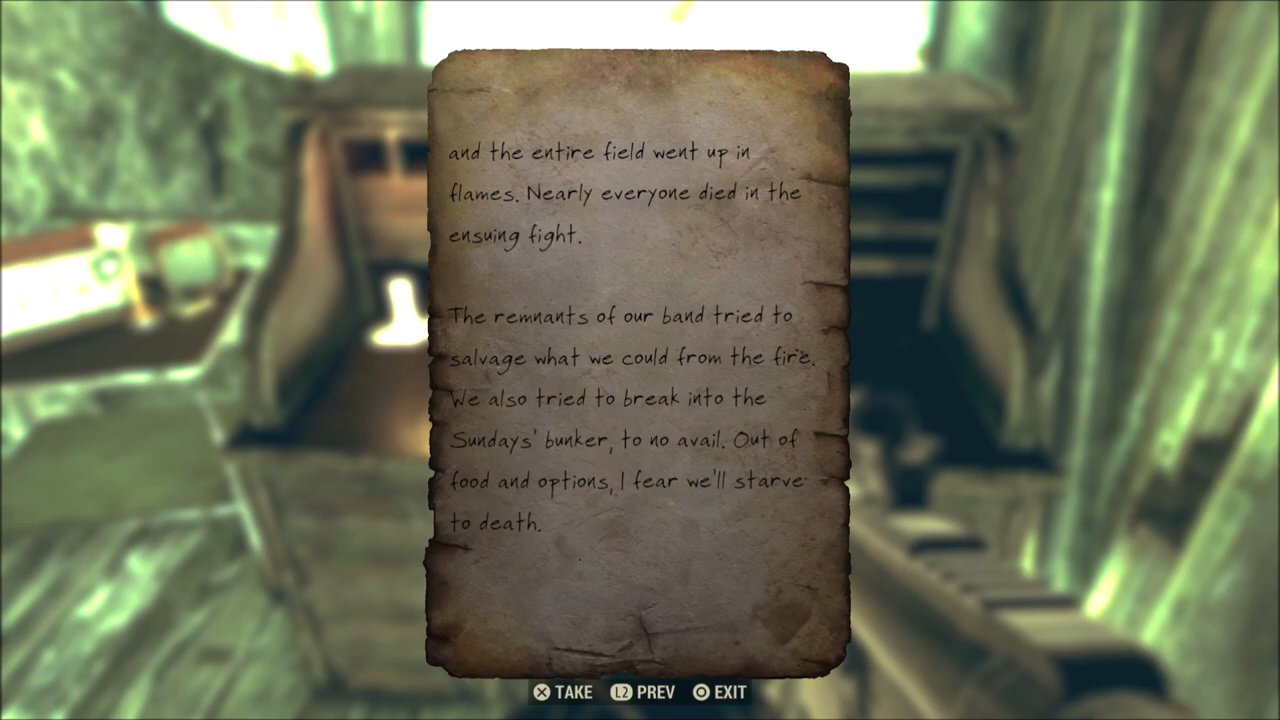 and the entire field went up in
flames. Nearly everyone died in the
ensuing fight.
The remnants of our band tried to
salvage what we could from the fire.
We also tried to break into the
Sundays' bunker, to no avail. Out of
food and options, I fear we'll starve
to death.
TAKE L2 PREV EXIT